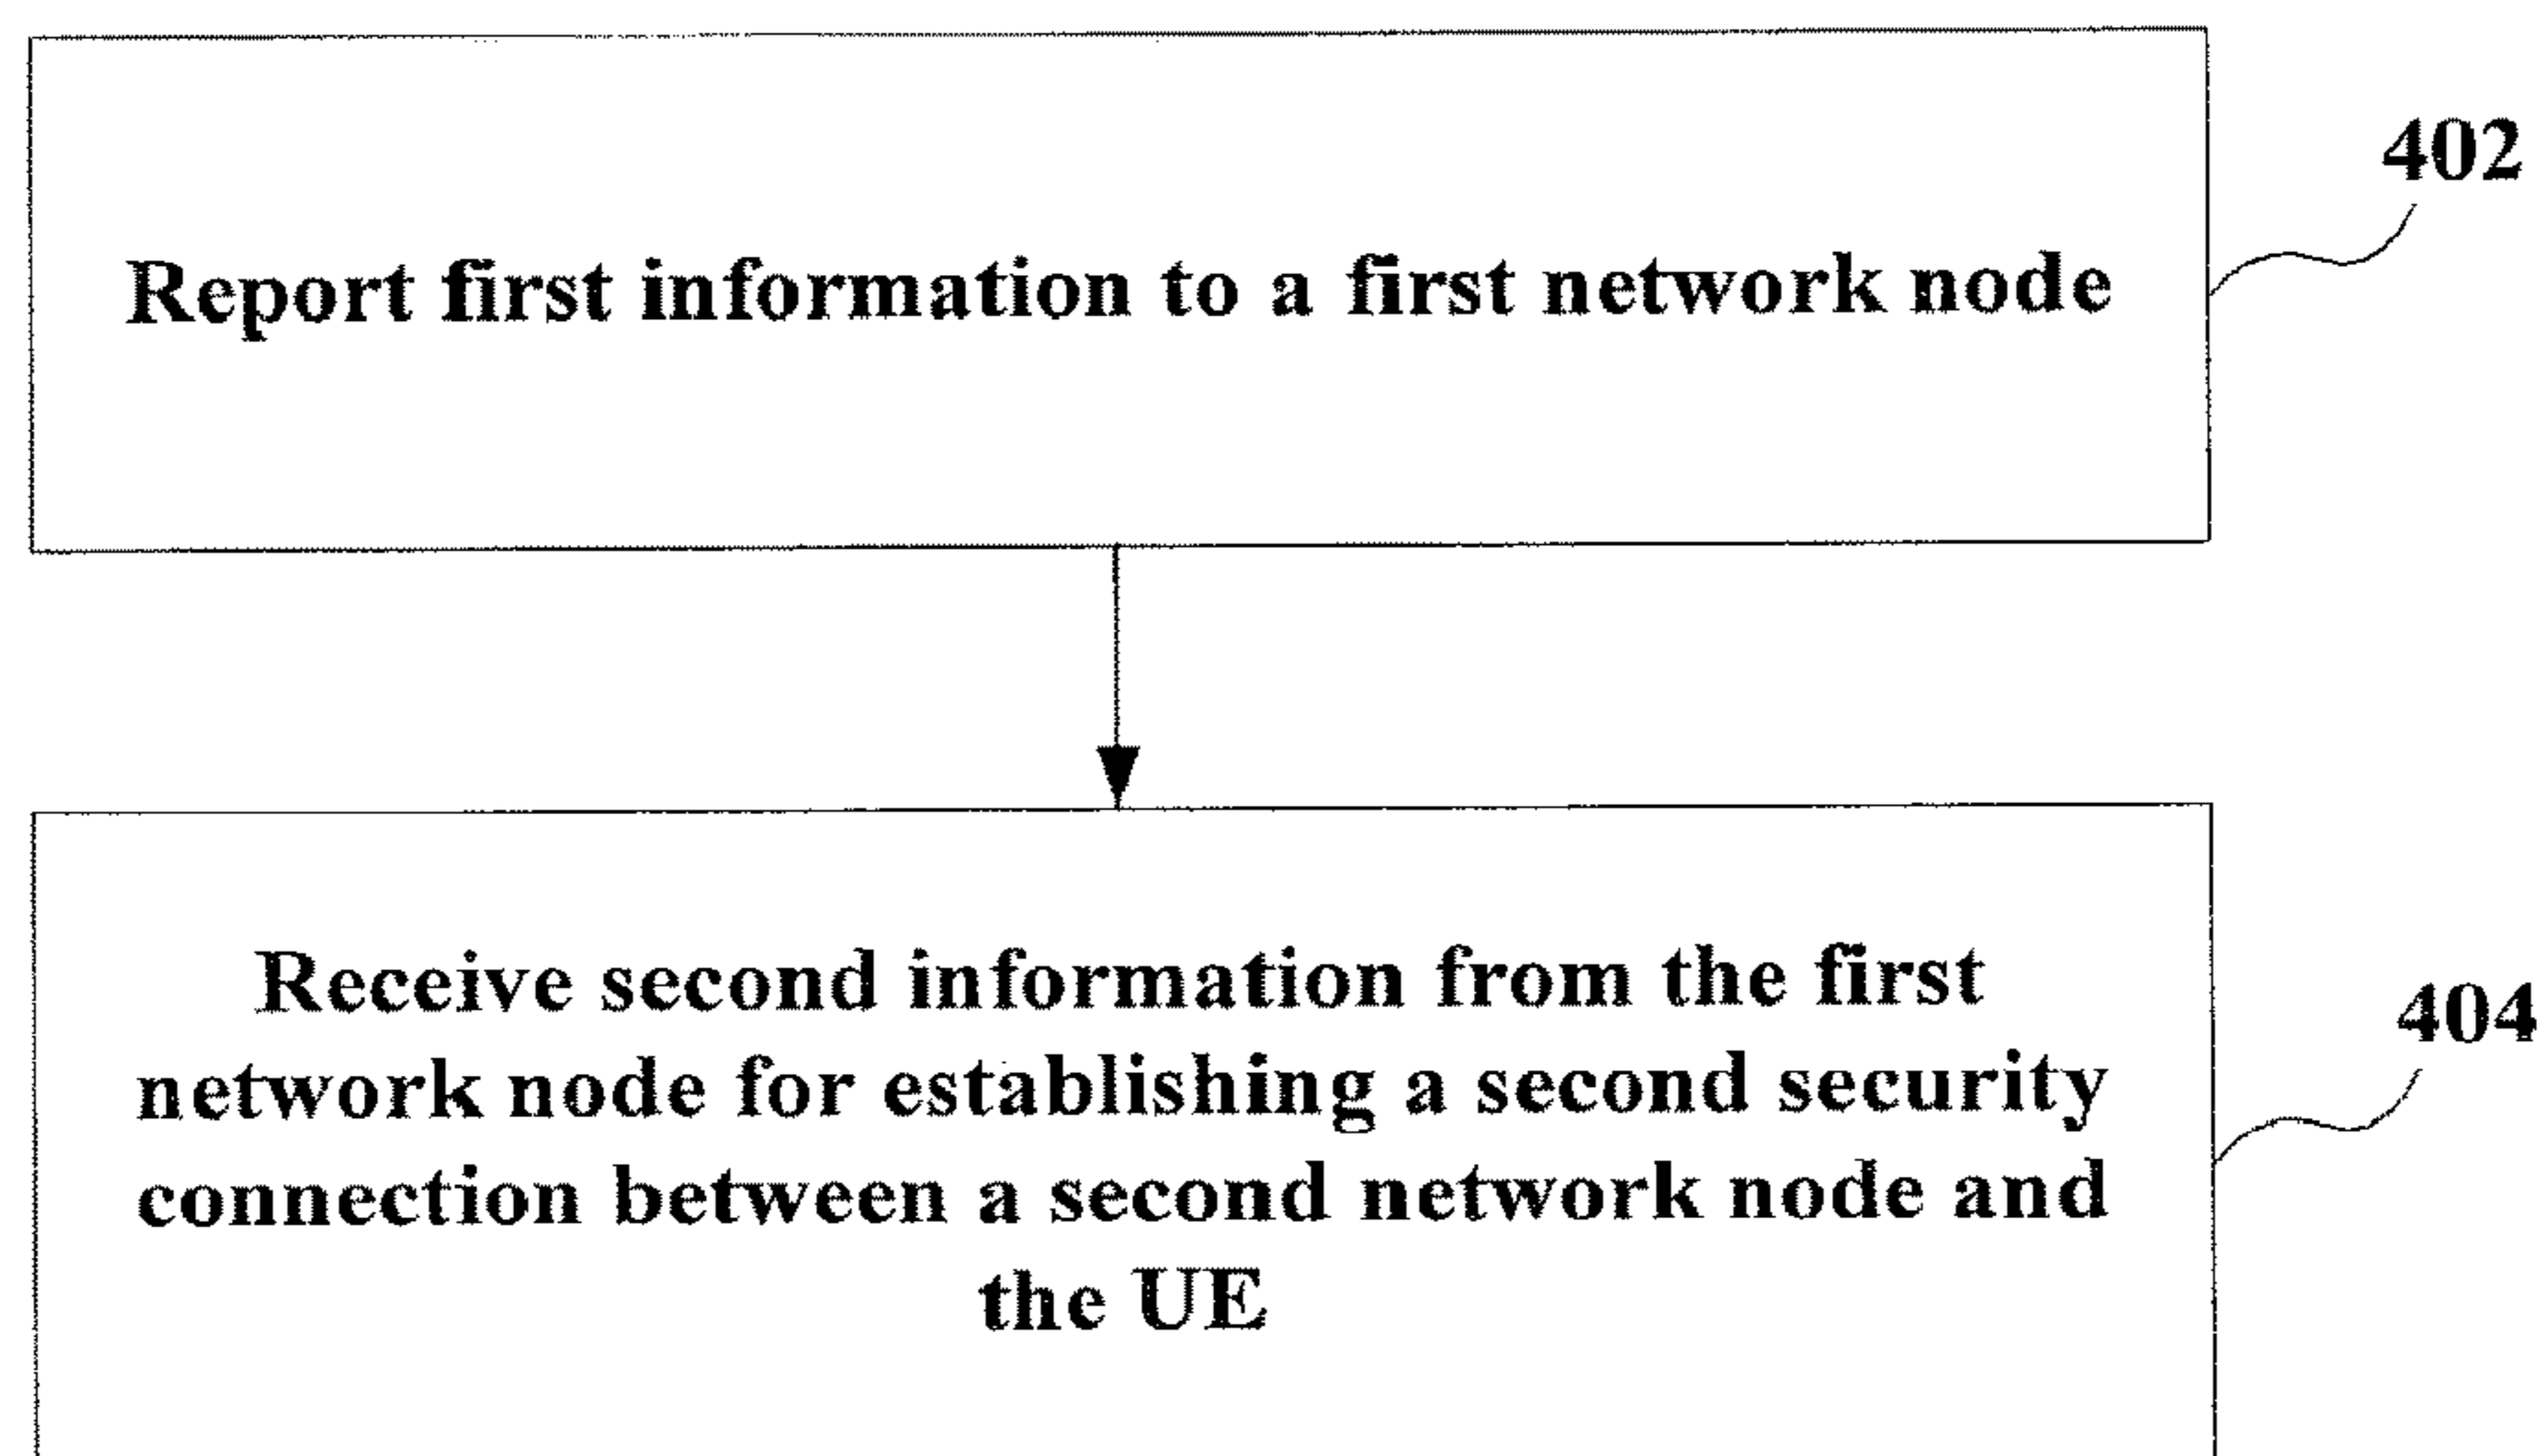 402
Report first information to a first network node
Receive second information from the first
404
network node for establishing a second security
connection between a second network node and
the UE